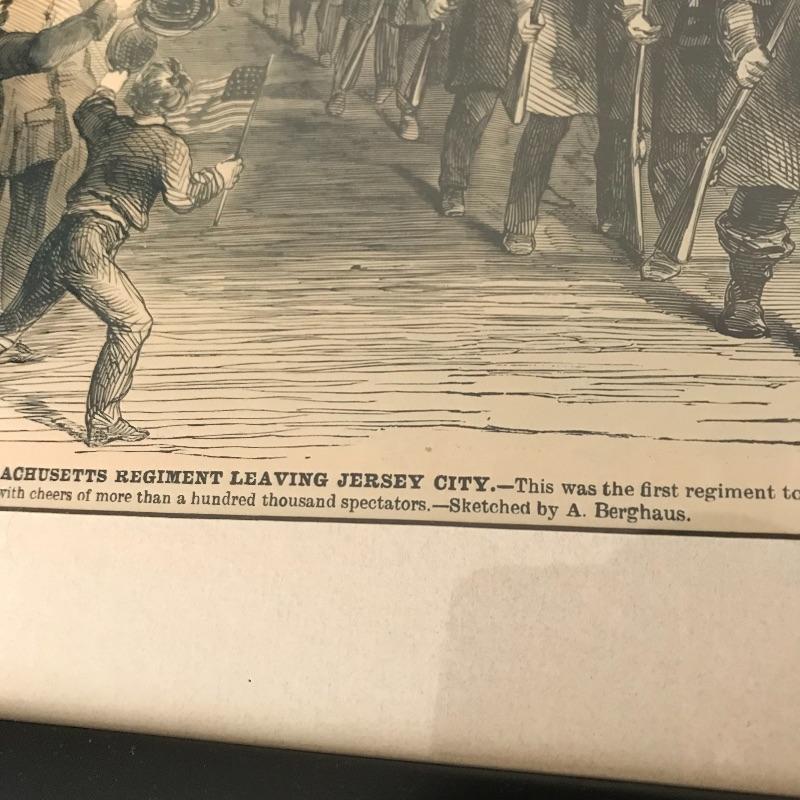 ACHUSETTS REGIMENT LEAVING JERSEY CITY.—This was the first regiment to
with cheers of more than a hundred thousand spectators.—Sketched by A. Berghaus.